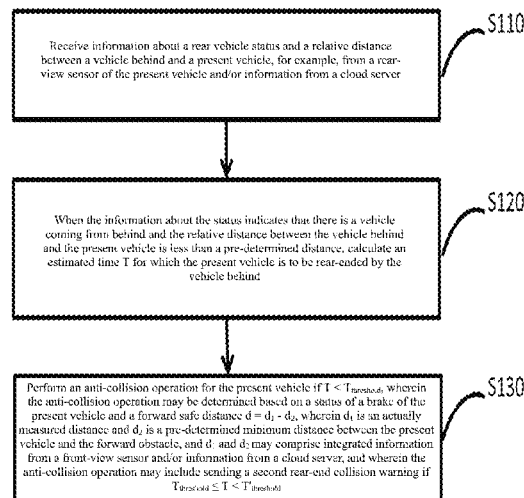 S110
Receive information about a rear vehicle status and a relative distance
between a vehicle behind and a present vehicle, for example, from a rear-
view sensor of the present vehicle and/or information from a cloud server
S120
When the information about the status indicates that there is a vehicle
coming from behind and the relative distance between the vehicle behind
and the present vehicle is less than a pre-determined distance, calculate an
estimated time T for which the present vehicle is to be rear-ended by the
vehicle behind
S130
Perform an anti-collision operation for the present vehicle if T < Tthreshold, wherein
the anti-collision operation may be determined based on a status of a brake of the
present vehicle and a forward safe distance d = d1 - d2, wherein d1 is an actually
measured distance and d2 is a pre-determined minimum distance between the present
vehicle and the forward obstacle, and d1 and d2 may comprise integrated information
from a front-view sensor and/or information from a cloud server, and wherein the
anti-collision operation may include sending a second rear-end collision warning if
Tthreshold ≤ T < T'threshold